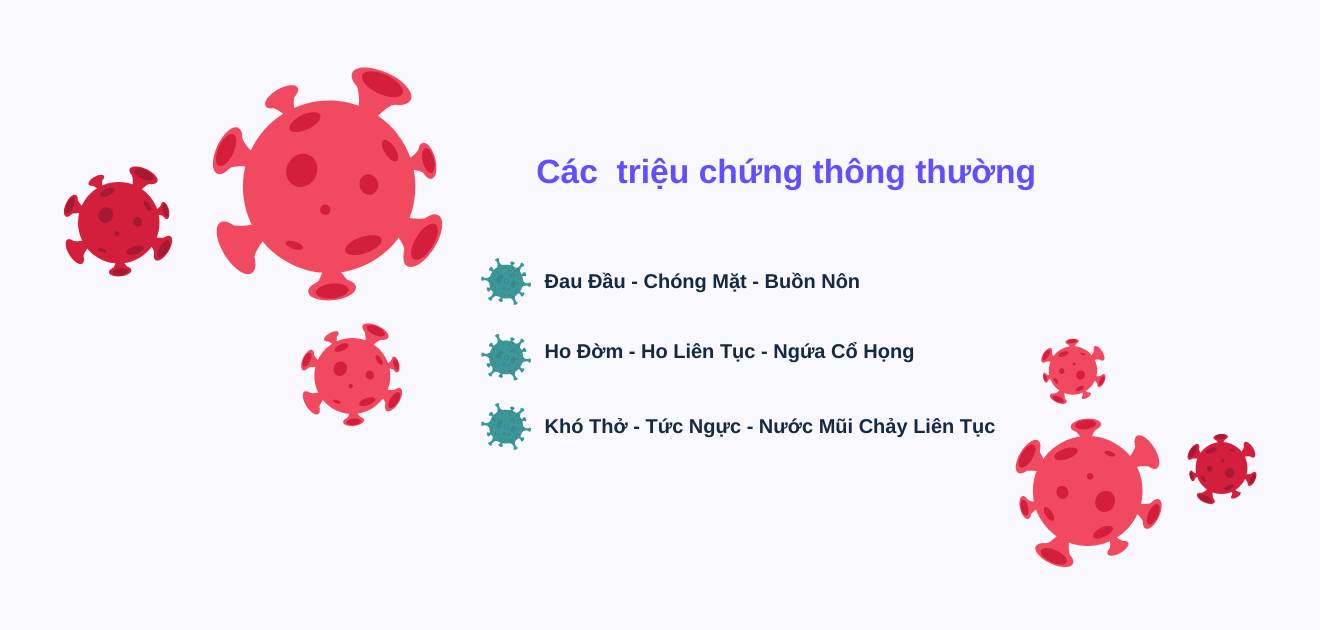 Các  triệu chứng thông thường
Đau Đầu - Chóng Mặt - Buồn Nôn
Ho Đờm - Ho Liên Tục - Ngứa Cổ Họng
Khó Thở - Tức Ngực - Nước Mũi Chảy Liên Tục